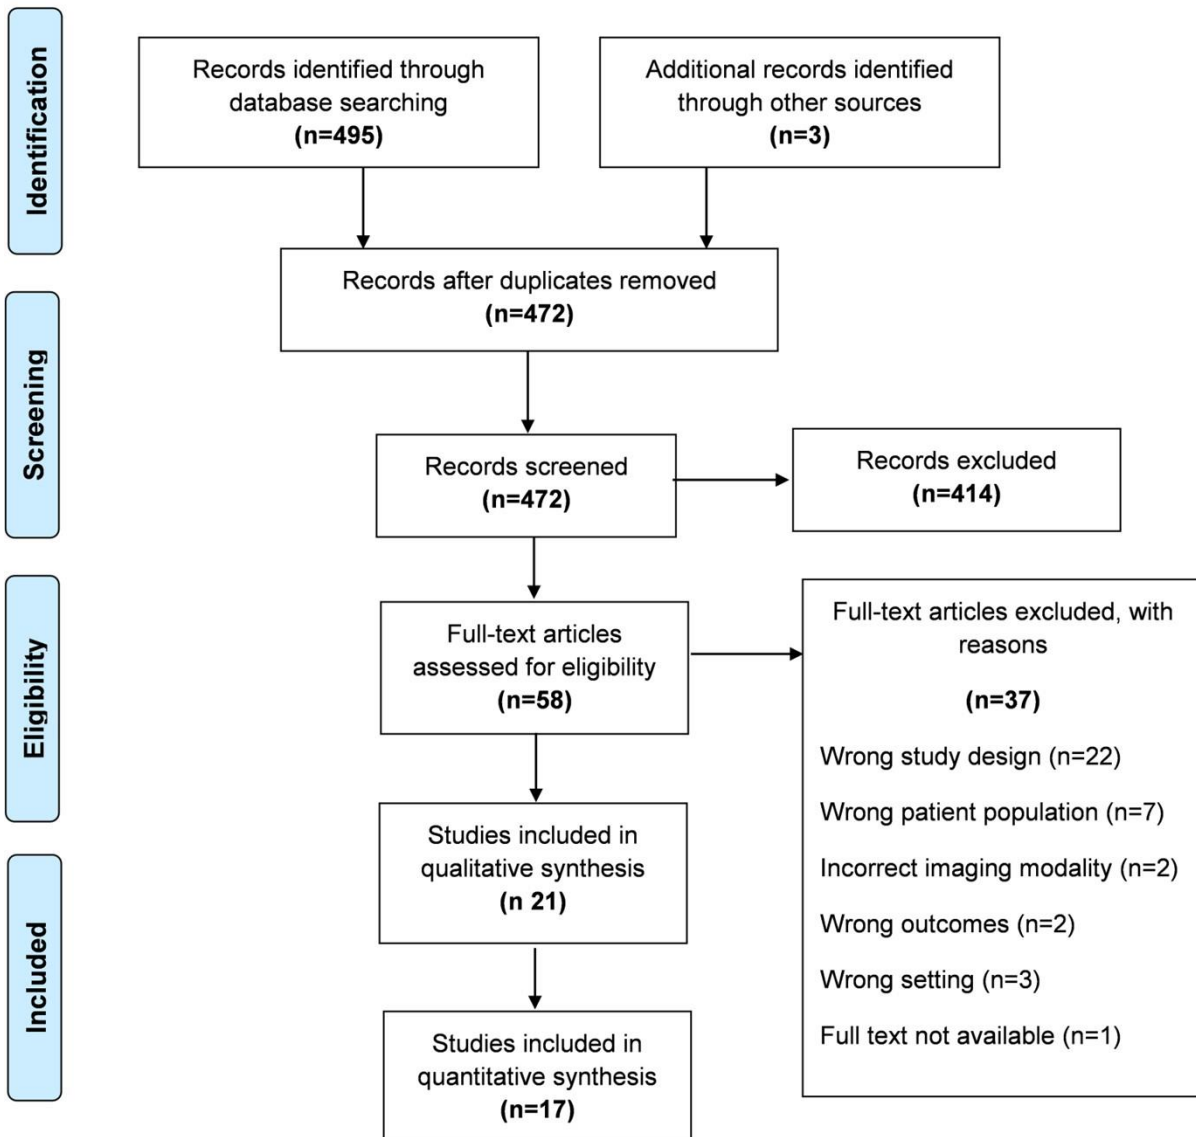 Identification
Records identified through
database searching
(n=495)
Additional records identified
through other sources
(n=3)
Records after duplicates removed
(n=472)
Screening
Records screened
(n=472)
Records excluded
(n=414)
Eligibility
Full-text articles
assessed for eligibility
(n=58)
Full-text articles excluded, with
reasons
(n=37)
Wrong study design (n=22)
Wrong patient population (n=7)
Incorrect imaging modality (n=2)
Wrong outcomes (n=2)
Wrong setting (n=3)
Full text not available (n=1)
Studies included in
qualitative synthesis
(n 21)
Included
Studies included in
quantitative synthesis
(n=17)